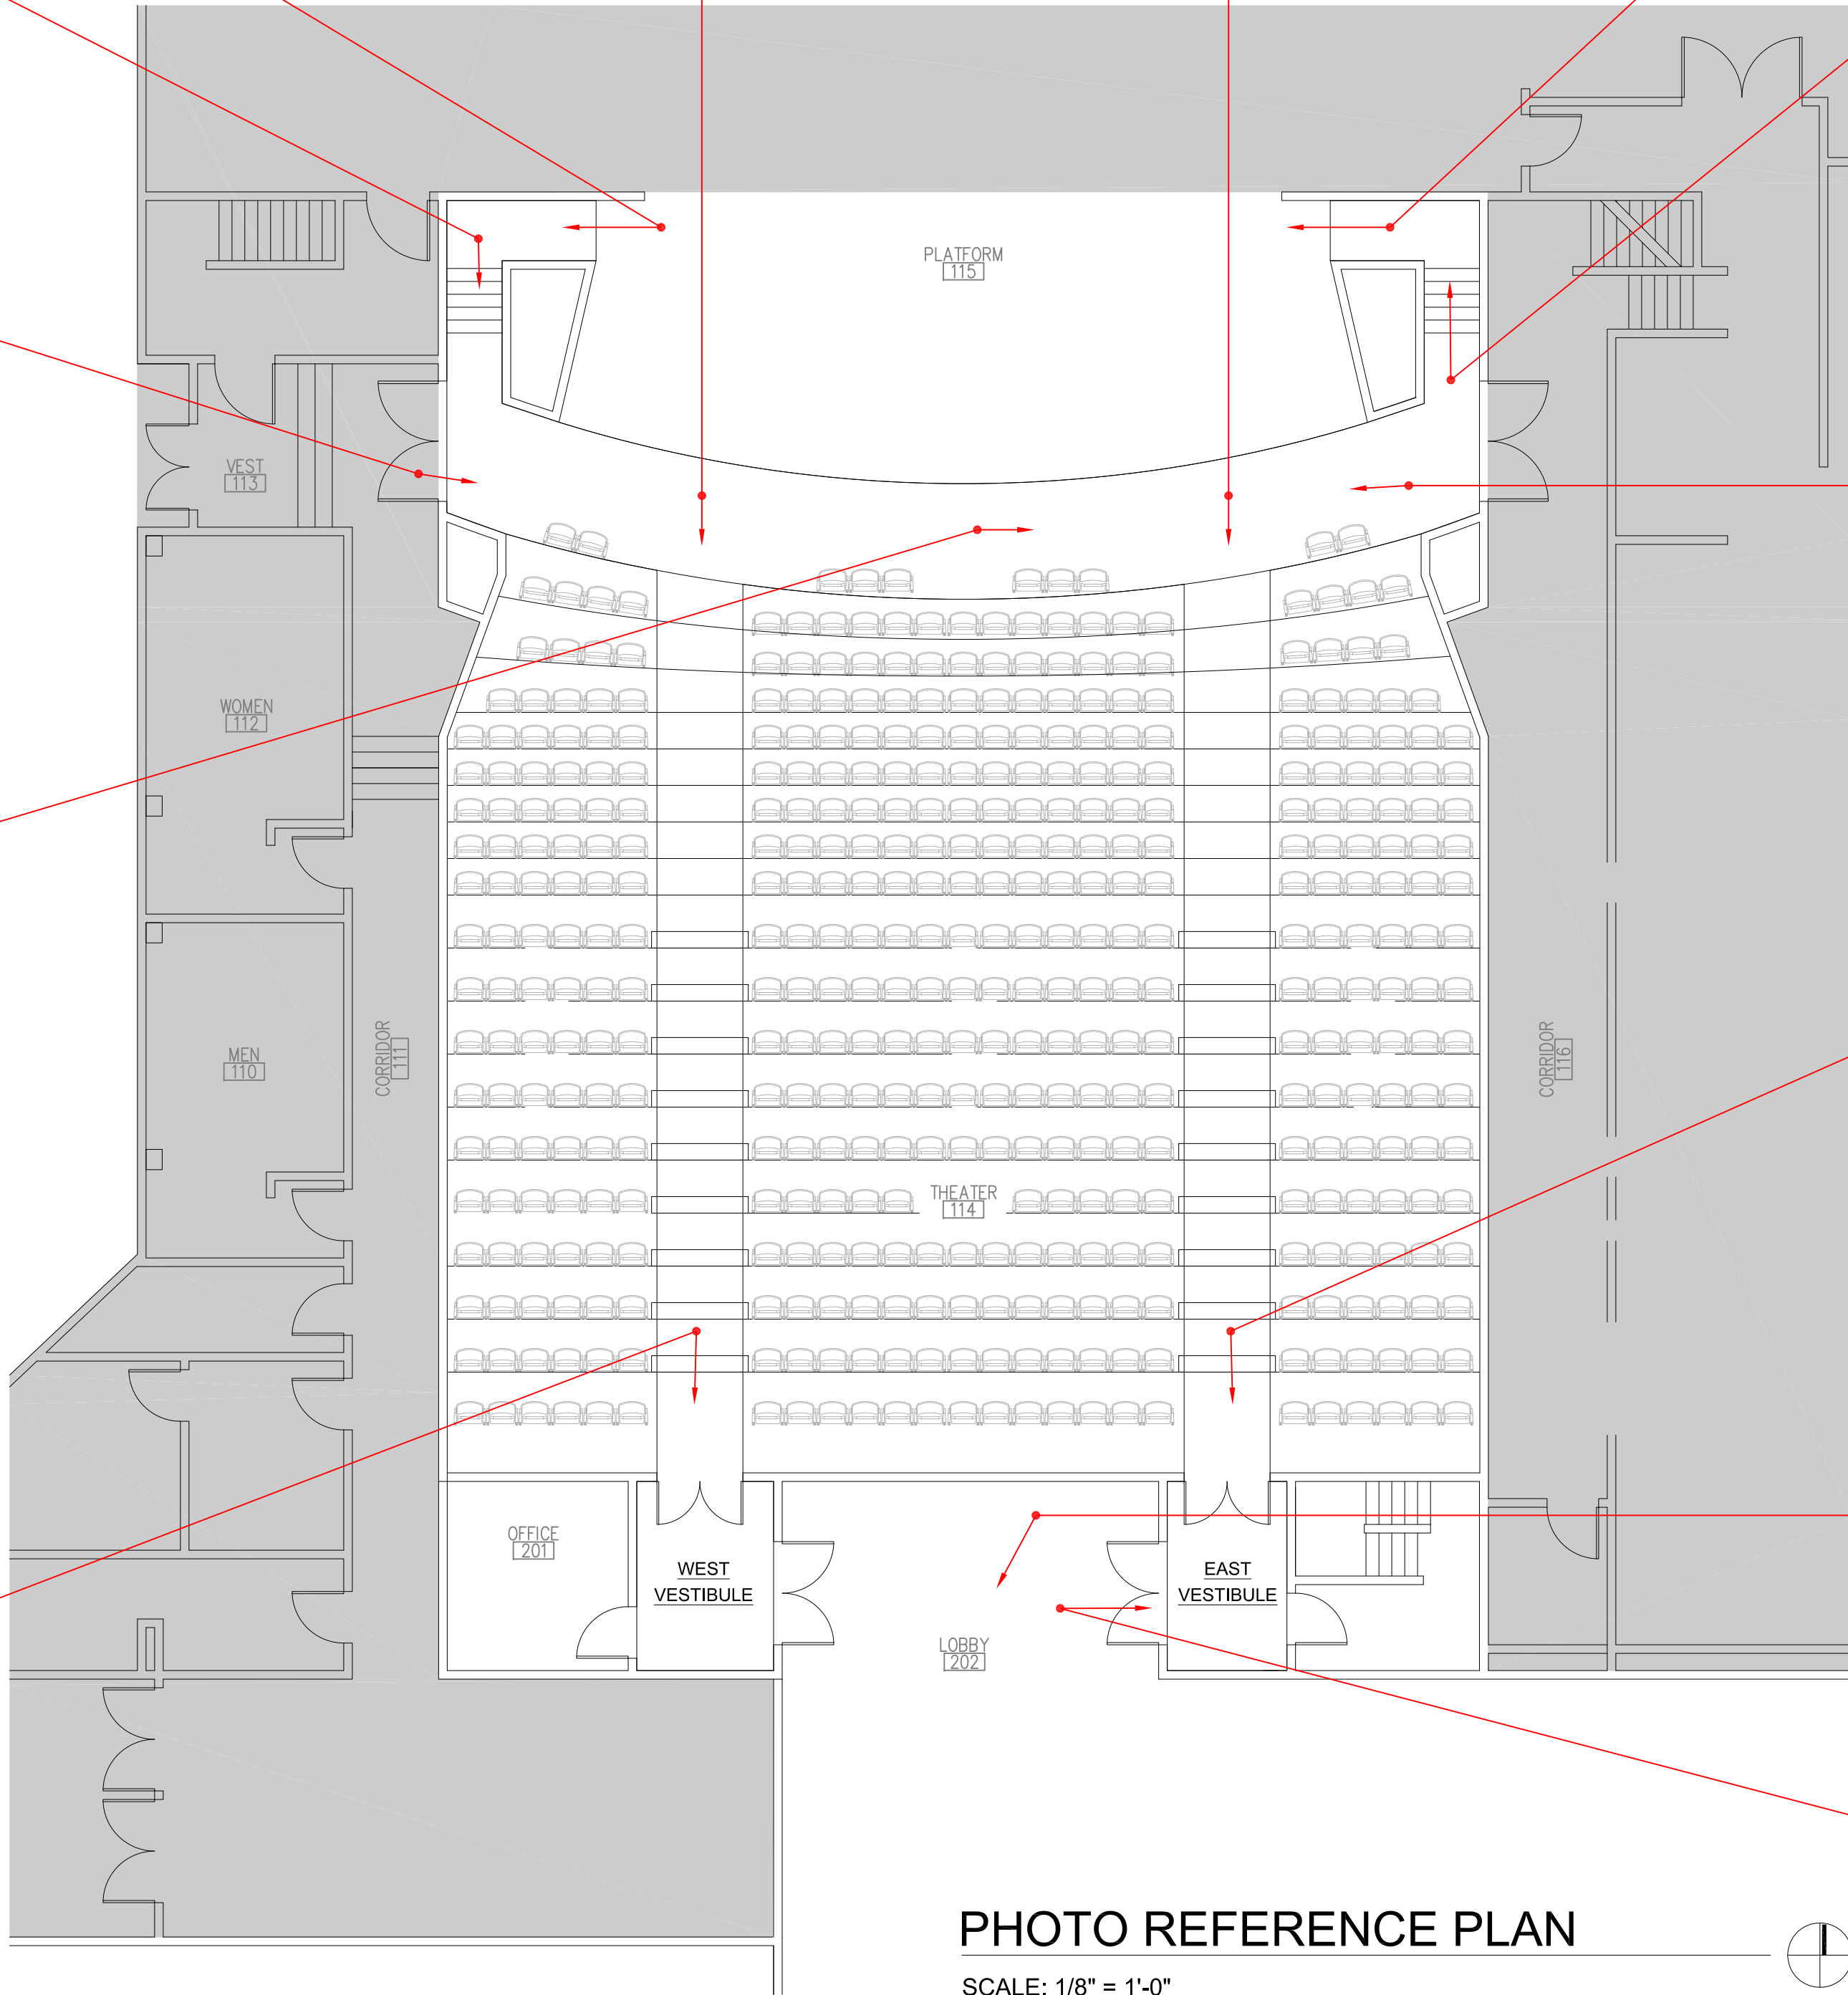 PLATFORM
115
VEST
113
WOMEN
112
MEN
110
CORRIDOR
111
CORRIDOR
116
THEATER
114
OFFICE
201
WEST
VESTIBULE
EAST
VESTIBULE
LOBBY
202
PHOTO REFERENCE PLAN
SCALE: 1/8" = 1'-0"